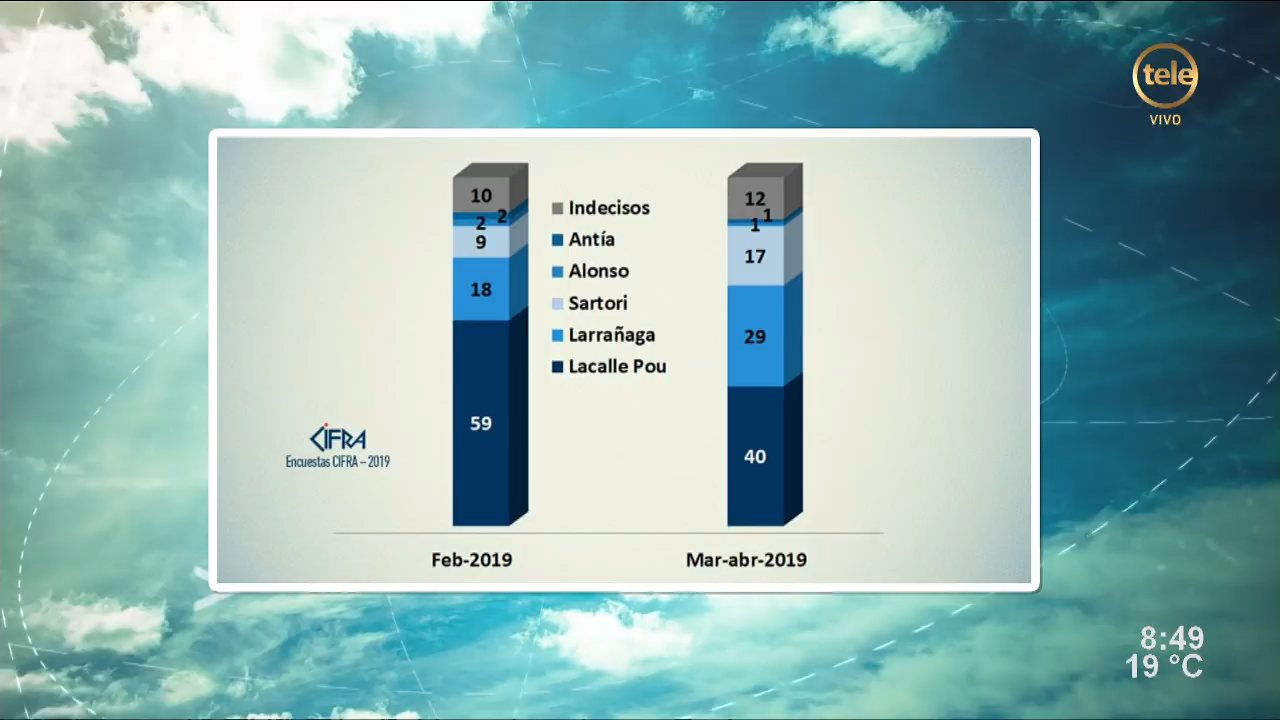 tele
VIVO
10
2
2
9
18
59
Indecisos
Antía
Alonso
Sartori
Larrañaga
Lacalle Pou
12
1
1
17
29
40
CIFRA
Encuestas CIFRA – 2019
Feb-2019
Mar-abr-2019
8:49
19 °C